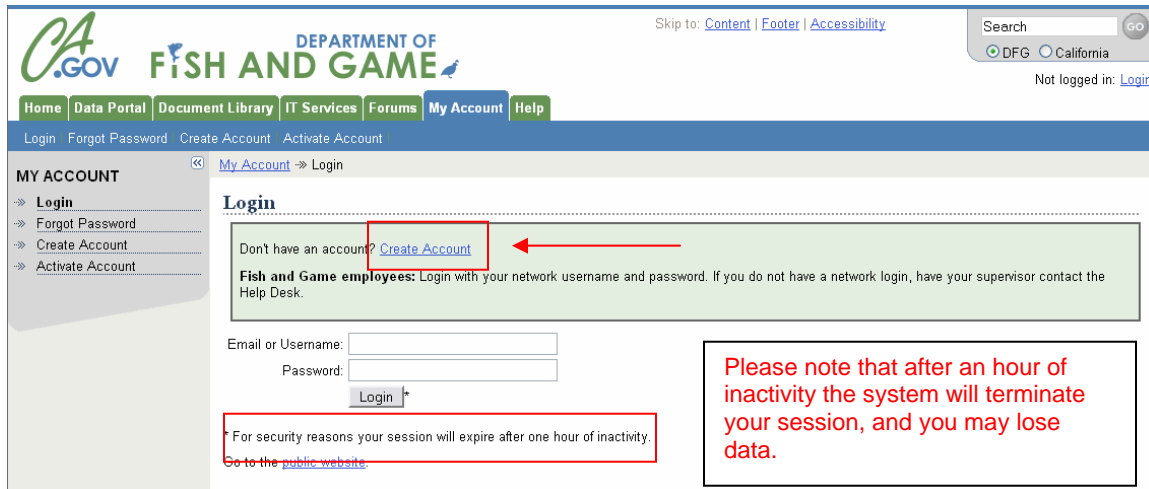 CA
.GOV
DEPARTMENT OF
FISH AND GAME
Skip to: Content | Footer | Accessibility
Search GO
DFG California
Not logged in: Login
Home Data Portal Document Library IT Services Forums My Account Help
Login Forgot Password Create Account Activate Account
MY ACCOUNT
Login
Forgot Password
Create Account
Activate Account
My Account ->> Login
Login
Don't have an account? Create Account
Fish and Game employees: Login with your network username and password. If you do not have a network login, have your supervisor contact the
Help Desk.
Email or Username:
Password:
Login *
* For security reasons your session will expire after one hour of inactivity.
Go to the public website.
Please note that after an hour of
inactivity the system will terminate
your session, and you may lose
data.